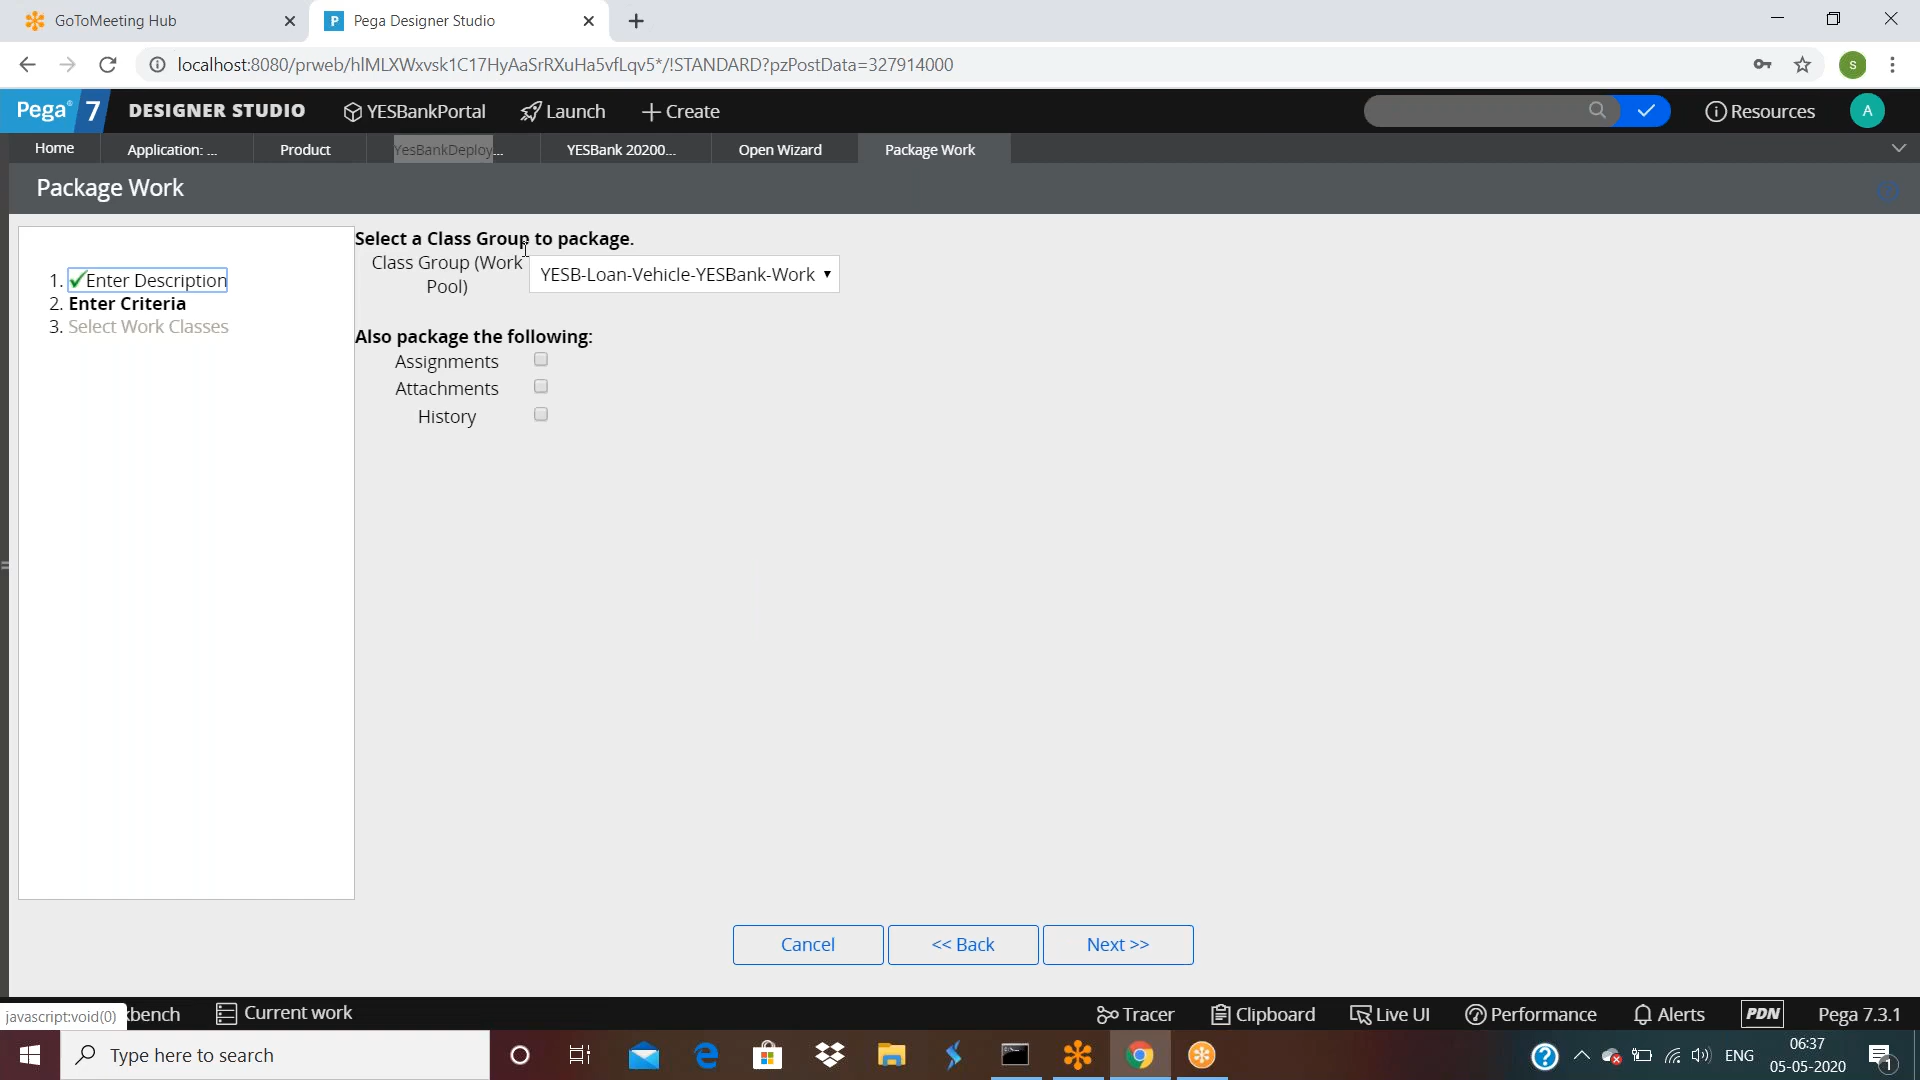 GoToMeeting Hub
Pega Designer Studio
localhost:8080/prweb/hlMLXWxvsk1C17HyAaSrRXuHa5vfLqv5*/!STANDARD?pzPostData=327914000
S
Pega 7 DESIGNER STUDIO YESBankPortal Launch Create Resources A
Home Application: ... Product YesBankDeploy... YESBank 20200... Open Wizard Package Work
Package Work
1. Enter Description
2. Enter Criteria
3. Select Work Classes
Select a Class Group to package.
Class Group (Work Pool) YESB-Loan-Vehicle-YESBank-Work
Also package the following:
Assignments
Attachments
History
Cancel << Back Next >>
javascript:void(0) kbench Current work Tracer Clipboard Live UI Performance Alerts PDN Pega 7.3.1
Type here to search ENG 06:37
05-05-2020
1